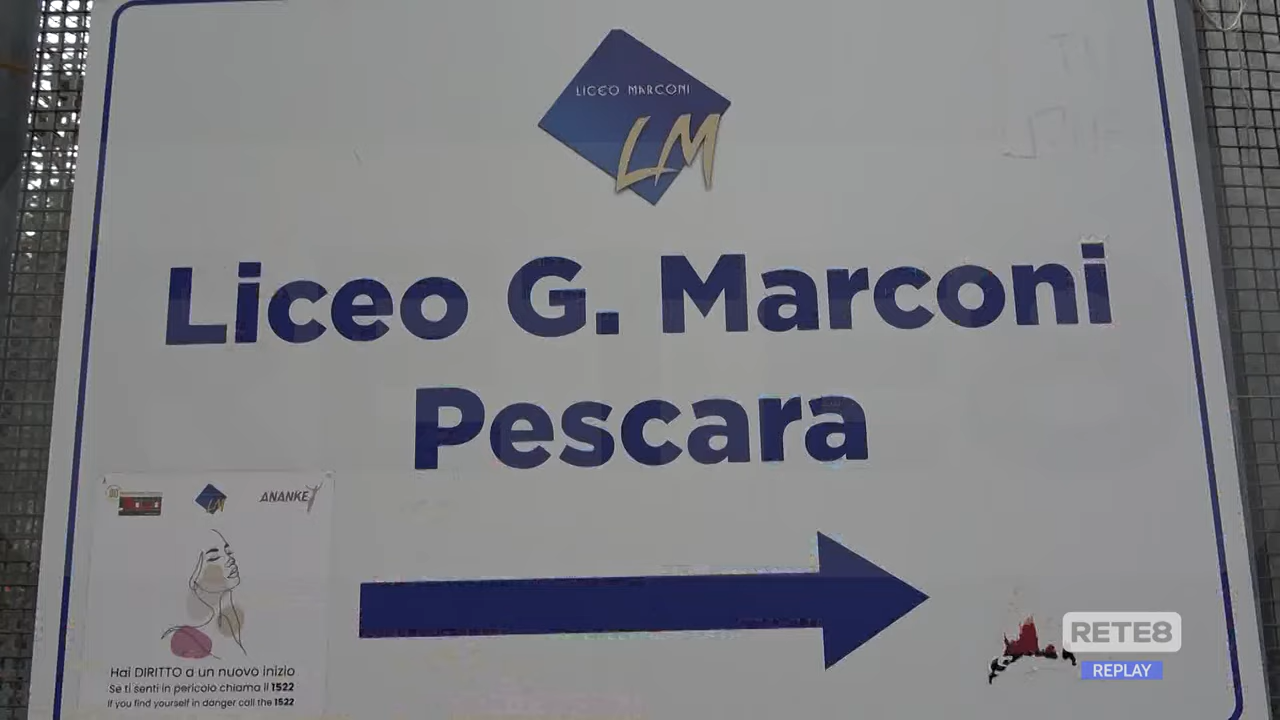 LICEO MARCONI
LM
Liceo G. Marconi
Pescara
LM
ANANKE
Hai DIRITTO a un nuovo inizio
Se ti senti in pericolo chiama il 1522
If you find yourself in danger call the 1522
RETE8
REPLAY